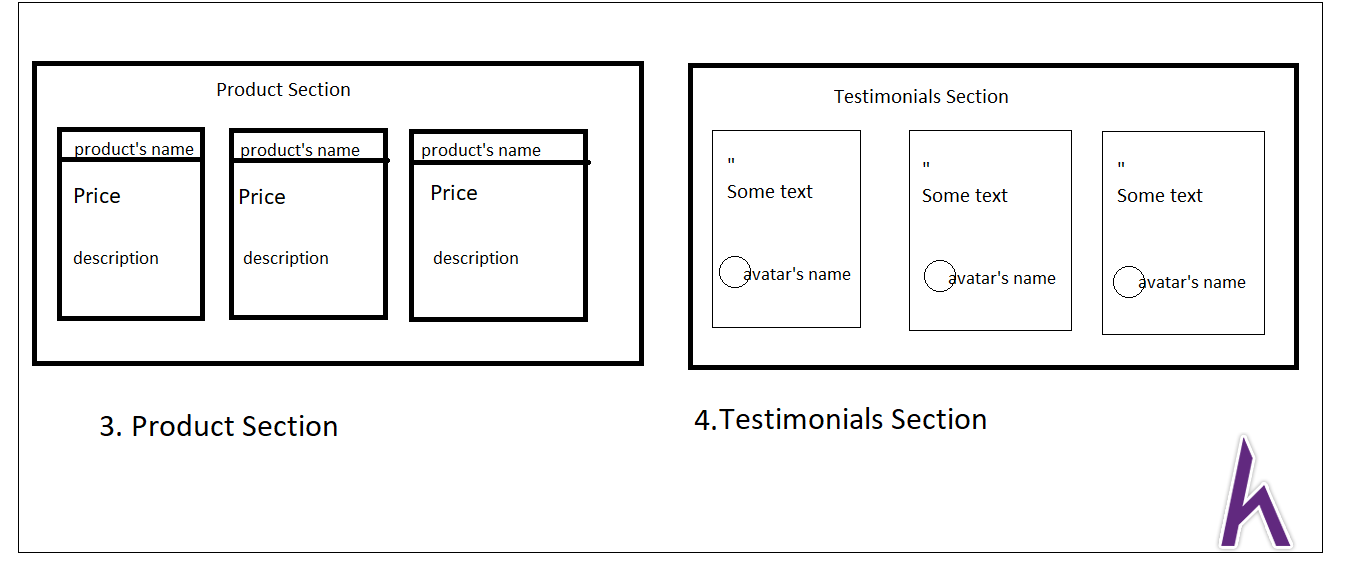 Product Section
product's name
Price
description
product's name
Price
description
product's name
Price
description
3. Product Section
Testimonials Section
"
Some text
avatar's name
"
Some text
avatar's name
"
Some text
avatar's name
4.Testimonials Section